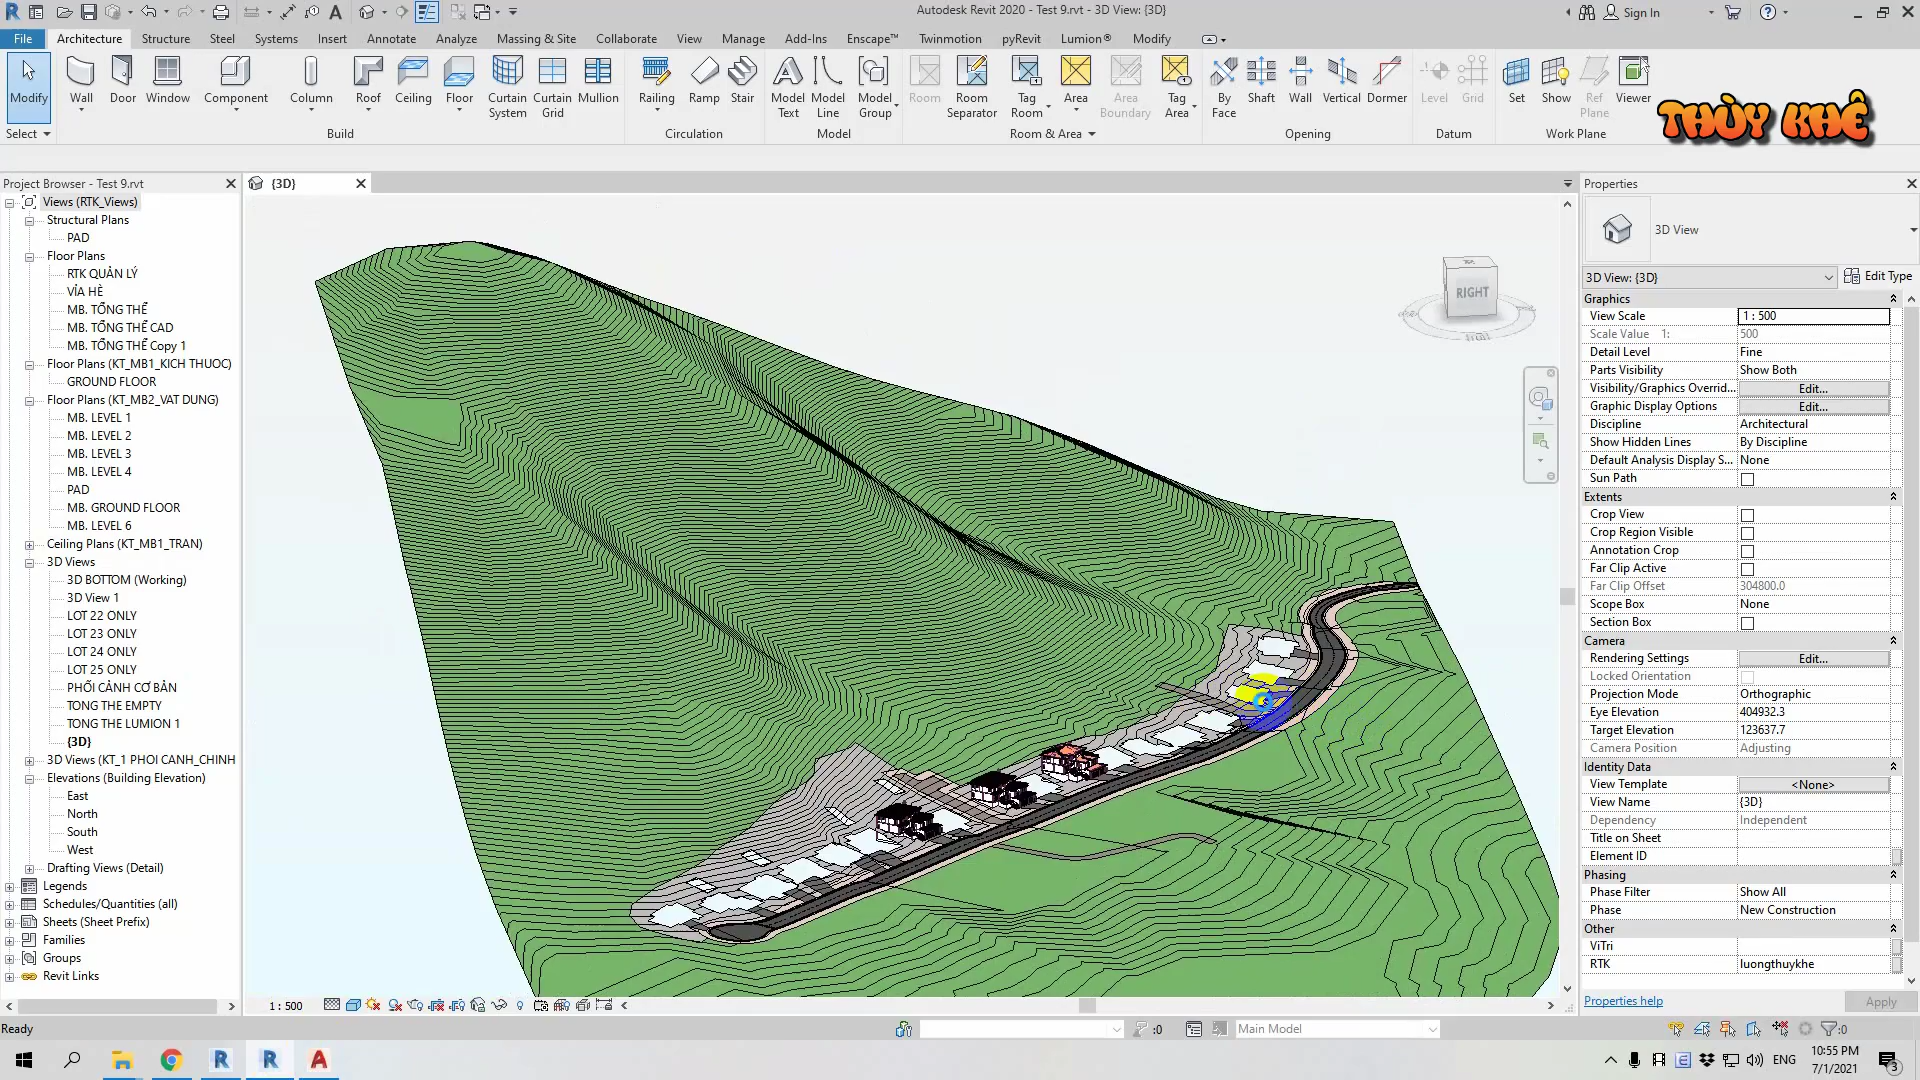 Autodesk Revit 2020 - Test 9.rvt - 3D View: {3D}
Sign In
File Architecture Structure Steel Systems Insert Annotate Analyze Massing & Site Collaborate View Manage Add-Ins Enscape™ Twinmotion pyRevit Lumion® Modify
Modify Wall Door Window Component Column Roof Ceiling Floor Curtain System Curtain Grid Mullion Railing Ramp Stair Model Text Model Line Model Group Room Room Separator Tag Room Area Area Boundary Tag Area By Face Shaft Wall Vertical Dormer Level Grid Set Show Ref Plane Viewer
THÙY KHÊ
Select Build Circulation Model Room & Area Opening Datum Work Plane
Project Browser - Test 9.rvt
Views (RTK_Views)
Structural Plans
PAD
Floor Plans
RTK QUẢN LÝ
VỈA HÈ
MB. TỔNG THỂ
MB. TỔNG THỂ CAD
MB. TỔNG THỂ Copy 1
Floor Plans (KT_MB1_KICH THUOC)
GROUND FLOOR
Floor Plans (KT_MB2_VAT DUNG)
MB. LEVEL 1
MB. LEVEL 2
MB. LEVEL 3
MB. LEVEL 4
PAD
MB. GROUND FLOOR
MB. LEVEL 6
Ceiling Plans (KT_MB1_TRAN)
3D Views
3D BOTTOM (Working)
3D View 1
LOT 22 ONLY
LOT 23 ONLY
LOT 24 ONLY
LOT 25 ONLY
PHỐI CẢNH CƠ BẢN
TONG THE EMPTY
TONG THE LUMION 1
{3D}
3D Views (KT_1 PHOI CANH_CHINH
Elevations (Building Elevation)
East
North
South
West
Drafting Views (Detail)
Legends
Schedules/Quantities (all)
Sheets (Sheet Prefix)
Families
Groups
Revit Links
{3D}
RIGHT
1 : 500
Properties
3D View
3D View: {3D} Edit Type
Graphics
View Scale 1 : 500
Scale Value 1: 500
Detail Level Fine
Parts Visibility Show Both
Visibility/Graphics Overrid... Edit...
Graphic Display Options Edit...
Discipline Architectural
Show Hidden Lines By Discipline
Default Analysis Display S... None
Sun Path
Extents
Crop View
Crop Region Visible
Annotation Crop
Far Clip Active
Far Clip Offset 304800.0
Scope Box None
Section Box
Camera
Rendering Settings Edit...
Locked Orientation
Projection Mode Orthographic
Eye Elevation 404932.3
Target Elevation 123637.7
Camera Position Adjusting
Identity Data
View Template <None>
View Name {3D}
Dependency Independent
Title on Sheet
Element ID
Phasing
Phase Filter Show All
Phase New Construction
Other
ViTri
RTK luongthuykhe
Properties help Apply
Ready :0 Main Model :0
ENG 10:55 PM
7/1/2021
3